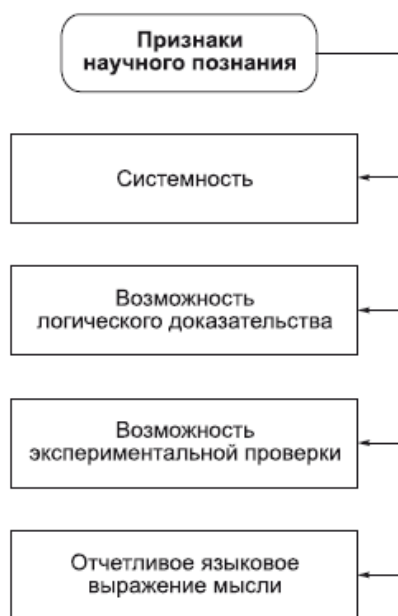 Признаки
научного познания
Системность
Возможность
логического доказательства
Возможность
экспериментальной проверки
Отчетливое языковое
выражение мысли